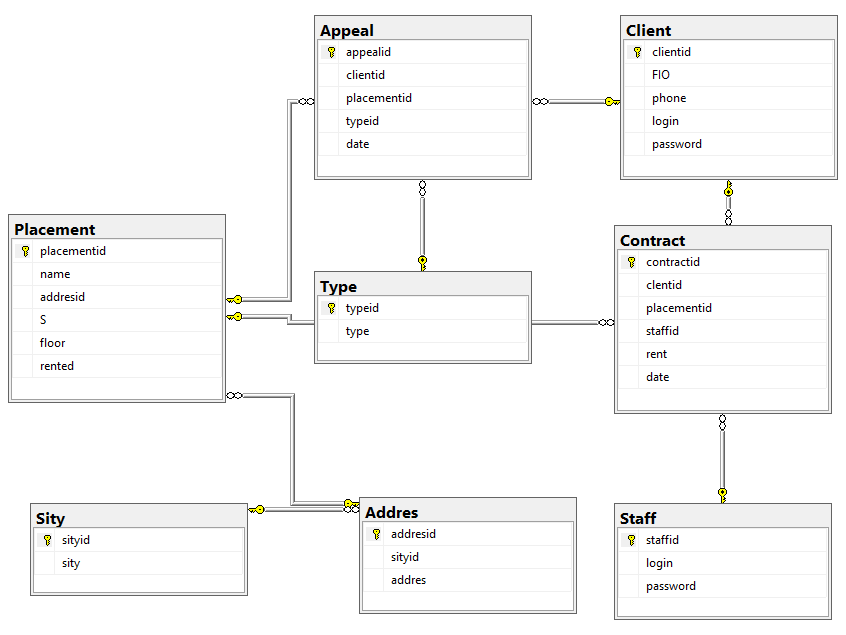 Appeal
appealid
clientid
placementid
typeid
date
Client
clientid
FIO
phone
login
password
Placement
placementid
name
addresid
S
floor
rented
Type
typeid
type
Contract
contractid
clentid
placementid
staffid
rent
date
Sity
sityid
sity
Addres
addresid
sityid
addres
Staff
staffid
login
password